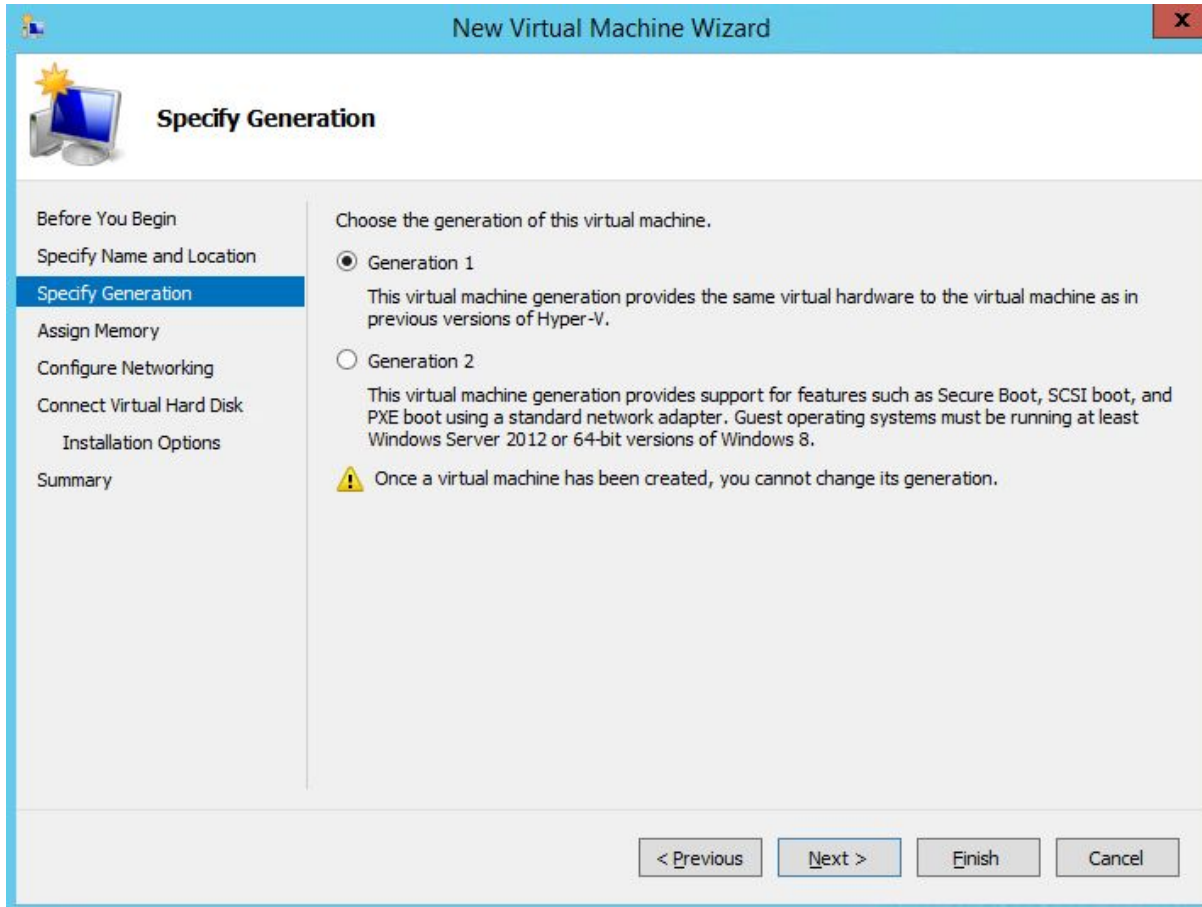 New Virtual Machine Wizard
x
Specify Generation
Before You Begin
Specify Name and Location
Specify Generation
Assign Memory
Configure Networking
Connect Virtual Hard Disk
Installation Options
Summary
Choose the generation of this virtual machine.
Generation 1
This virtual machine generation provides the same virtual hardware to the virtual machine as in
previous versions of Hyper-V.
Generation 2
This virtual machine generation provides support for features such as Secure Boot, SCSI boot, and
PXE boot using a standard network adapter. Guest operating systems must be running at least
Windows Server 2012 or 64-bit versions of Windows 8.
Once a virtual machine has been created, you cannot change its generation.
< Previous
Next >
Finish
Cancel